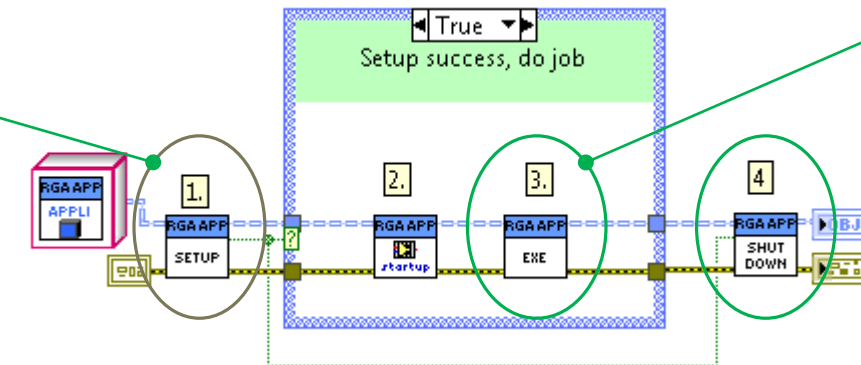 True
Setup success, do job
1.
2.
3.
4
RGA APP
APPLI
RGA APP
SETUP
?
RGA APP
startup
RGA APP
EXE
RGA APP
SHUT
DOWN
OBJ